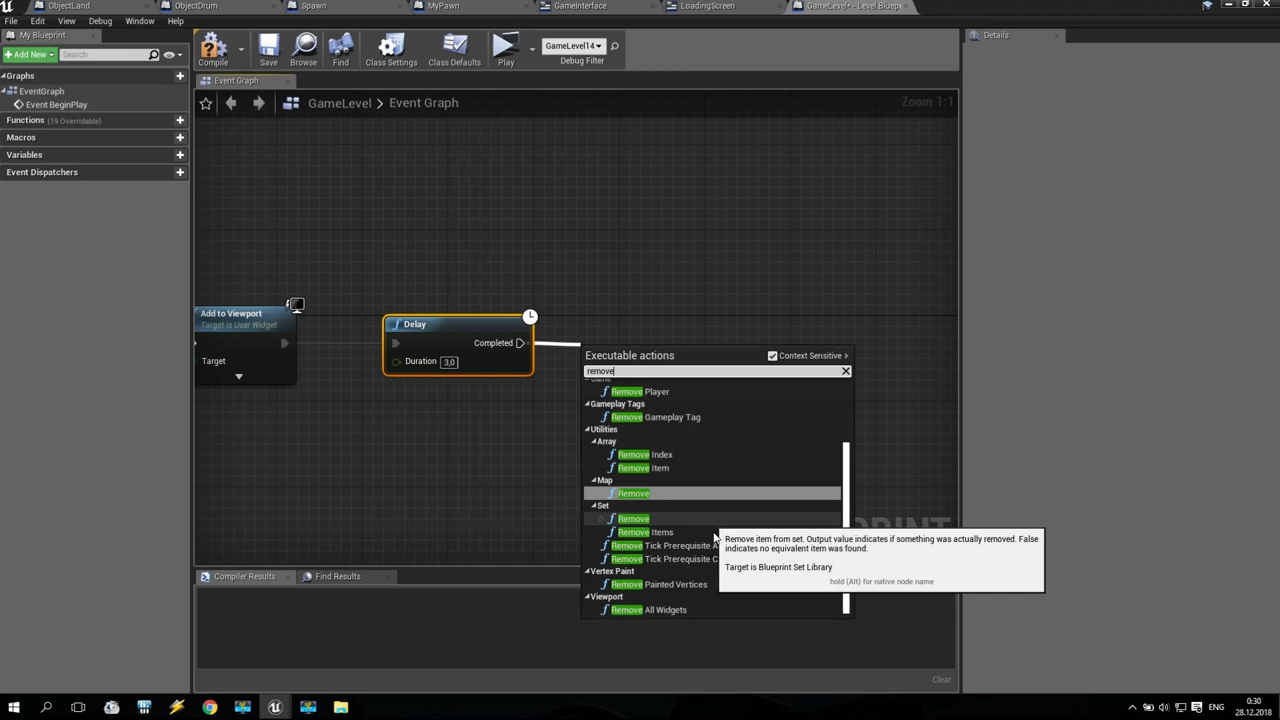 ObjectLand
ObjectDrum
Spawn
MyPawn
GameInterface
LoadingScreen
GameLevel* - Level Bluep
File Edit View Debug Window Help
My Blueprint
Details
Add New
Search
Compile
Save
Browse
Find
Class Settings
Class Defaults
Play
GameLevel14
Debug Filter
Graphs
EventGraph
Event BeginPlay
Functions (19 Overridable)
Macros
Variables
Event Dispatchers
Event Graph
GameLevel > Event Graph
Zoom 1:1
Add to Viewport
Target is User Widget
Target
Delay
Completed
Duration 3,0
Executable actions
Context Sensitive
remove
Game
Remove Player
Gameplay Tags
Remove Gameplay Tag
Utilities
Array
Remove Index
Remove Item
Map
Remove
Set
Remove
Remove Items
Remove Tick Prerequisite A
Remove Tick Prerequisite C
Vertex Paint
Remove Painted Vertices
Viewport
Remove All Widgets
Remove item from set. Output value indicates if something was actually removed. False
indicates no equivalent item was found.
Target is Blueprint Set Library
hold (Alt) for native node name
Compiler Results
Find Results
Clear
ENG
0:30
28.12.2018